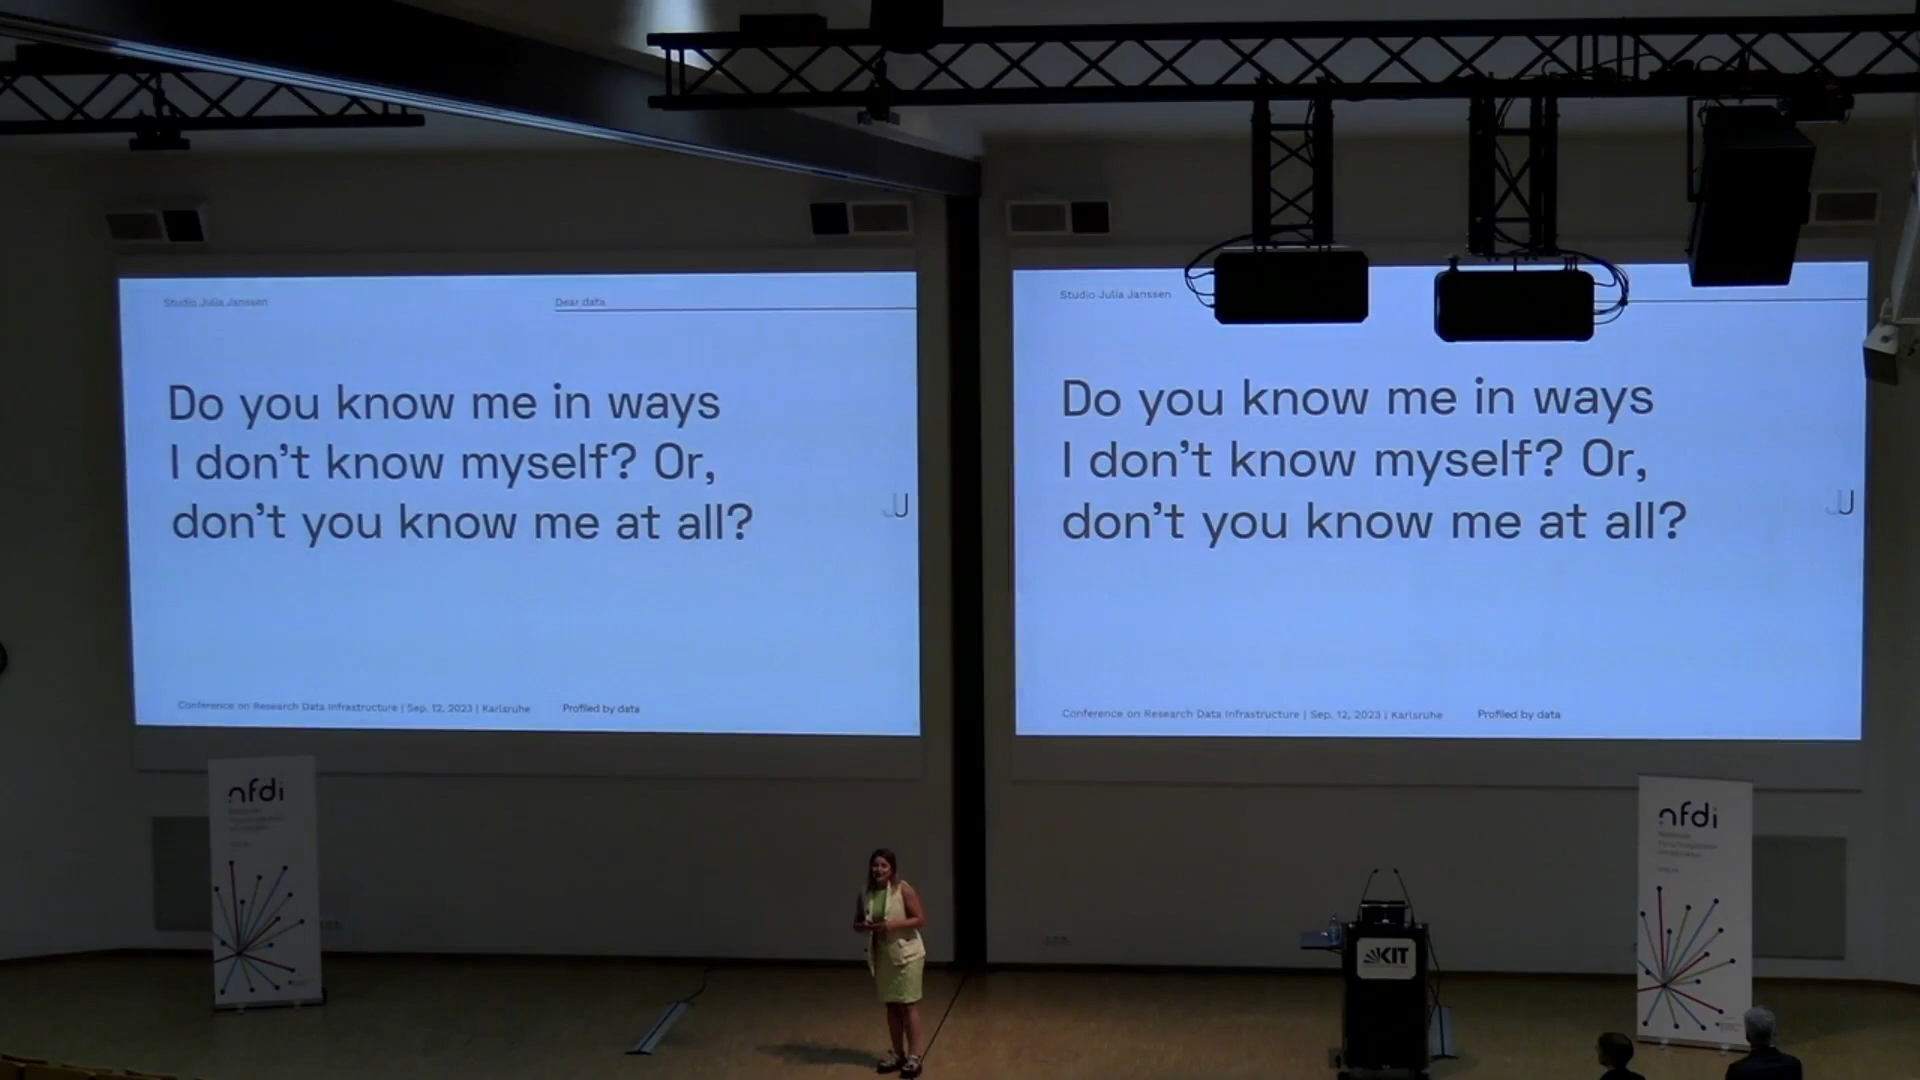 Studio Julia Janssen
Dear data
Do you know me in ways
I don't know myself? Or,
don't you know me at all?
JJ
Conference on Research Data Infrastructure | Sep. 12, 2023 | Karlsruhe
Profiled by data
Studio Julia Janssen
Do you know me in ways
I don't know myself? Or,
don't you know me at all?
JJ
Conference on Research Data Infrastructure | Sep. 12, 2023 | Karlsruhe
Profiled by data
nfdi
KIT
nfdi